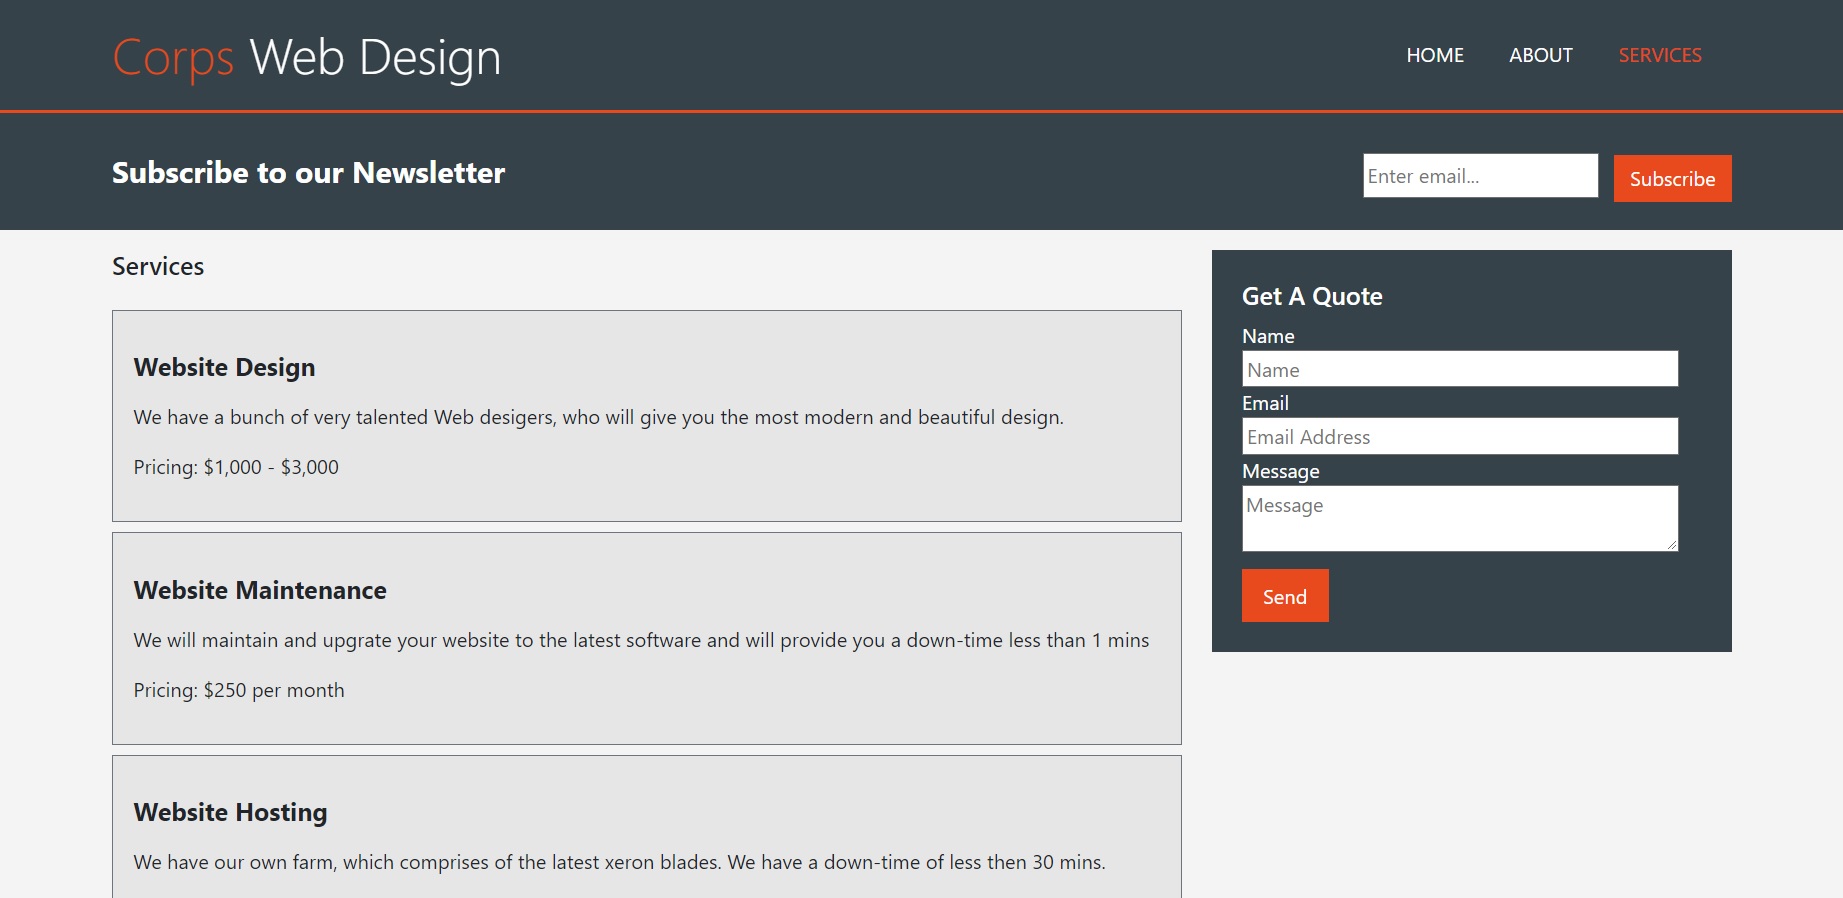 Corps Web Design
HOME ABOUT SERVICES
Subscribe to our Newsletter
Enter email...
Subscribe
Services
Website Design
We have a bunch of very talented Web desigers, who will give you the most modern and beautiful design.
Pricing: $1,000 - $3,000
Website Maintenance
We will maintain and upgrate your website to the latest software and will provide you a down-time less than 1 mins
Pricing: $250 per month
Website Hosting
We have our own farm, which comprises of the latest xeron blades. We have a down-time of less then 30 mins.
Get A Quote
Name
Name
Email
Email Address
Message
Message
Send